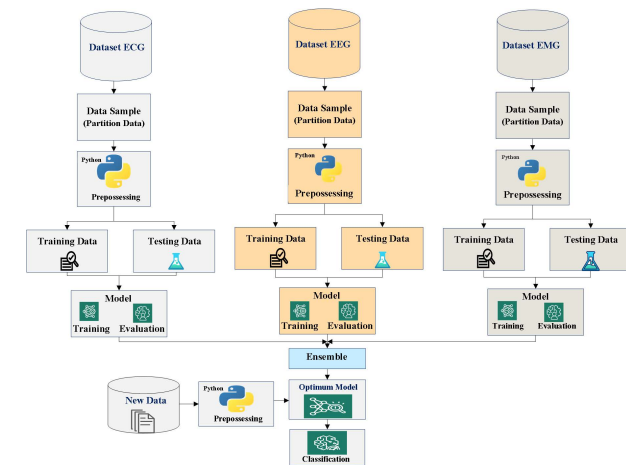 Dataset ECG
Dataset EEG
Dataset EMG
Data Sample
(Partition Data)
Data Sample
(Partition Data)
Data Sample
(Partition Data)
Python
Prepossessing
Python
Prepossessing
Python
Prepossessing
Training Data
Testing Data
Training Data
Testing Data
Training Data
Testing Data
Model
Training
Evaluation
Model
Training
Evaluation
Model
Training
Evaluation
Ensemble
New Data
Python
Prepossessing
Optimum Model
Classification